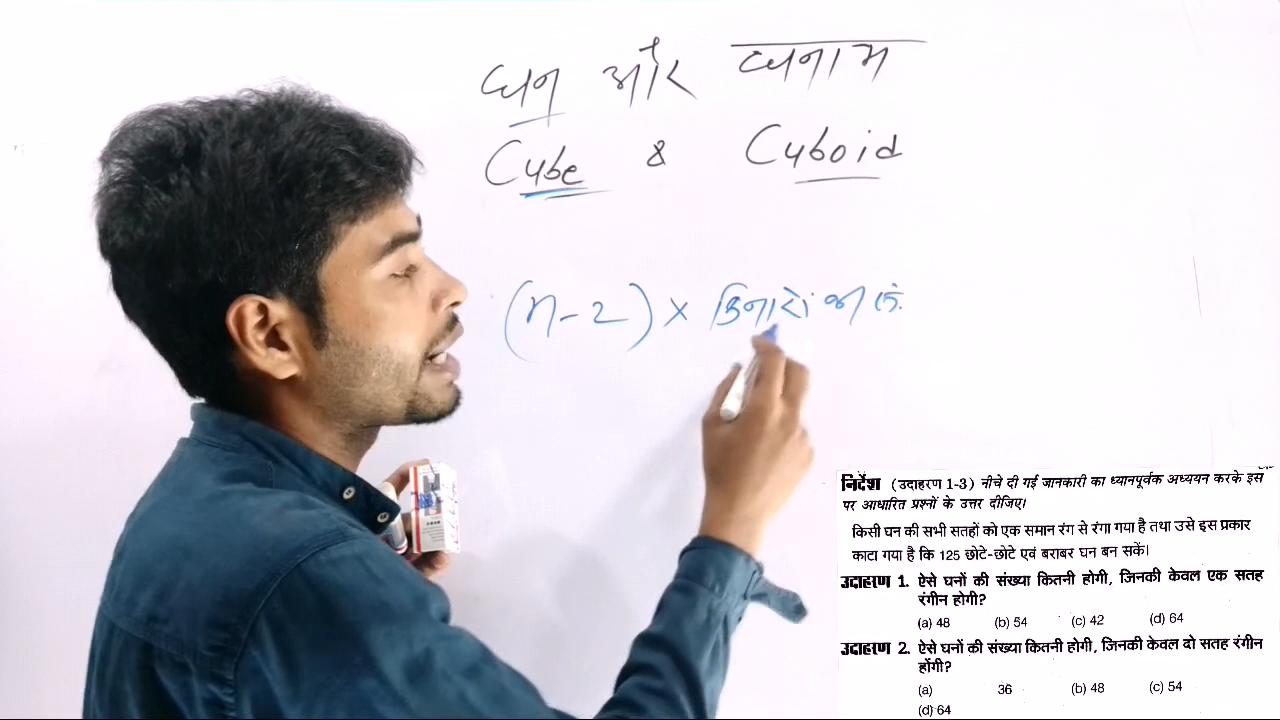 घन और घनाभ
Cube & Cuboid
(n-2) × किनारों की सं.
निर्देश (उदाहरण 1-3) नीचे दी गई जानकारी का ध्यानपूर्वक अध्ययन करके इस
पर आधारित प्रश्नों के उत्तर दीजिए।
किसी घन की सभी सतहों को एक समान रंग से रंगा गया है तथा उसे इस प्रकार
काटा गया है कि 125 छोटे-छोटे एवं बराबर घन बन सकें।
उदाहरण 1. ऐसे घनों की संख्या कितनी होगी, जिनकी केवल एक सतह
रंगीन होगी?
(a) 48 (b) 54 (c) 42 (d) 64
उदाहरण 2. ऐसे घनों की संख्या कितनी होगी, जिनकी केवल दो सतह रंगीन
होंगी?
(a) 36 (b) 48 (c) 54
(d) 64